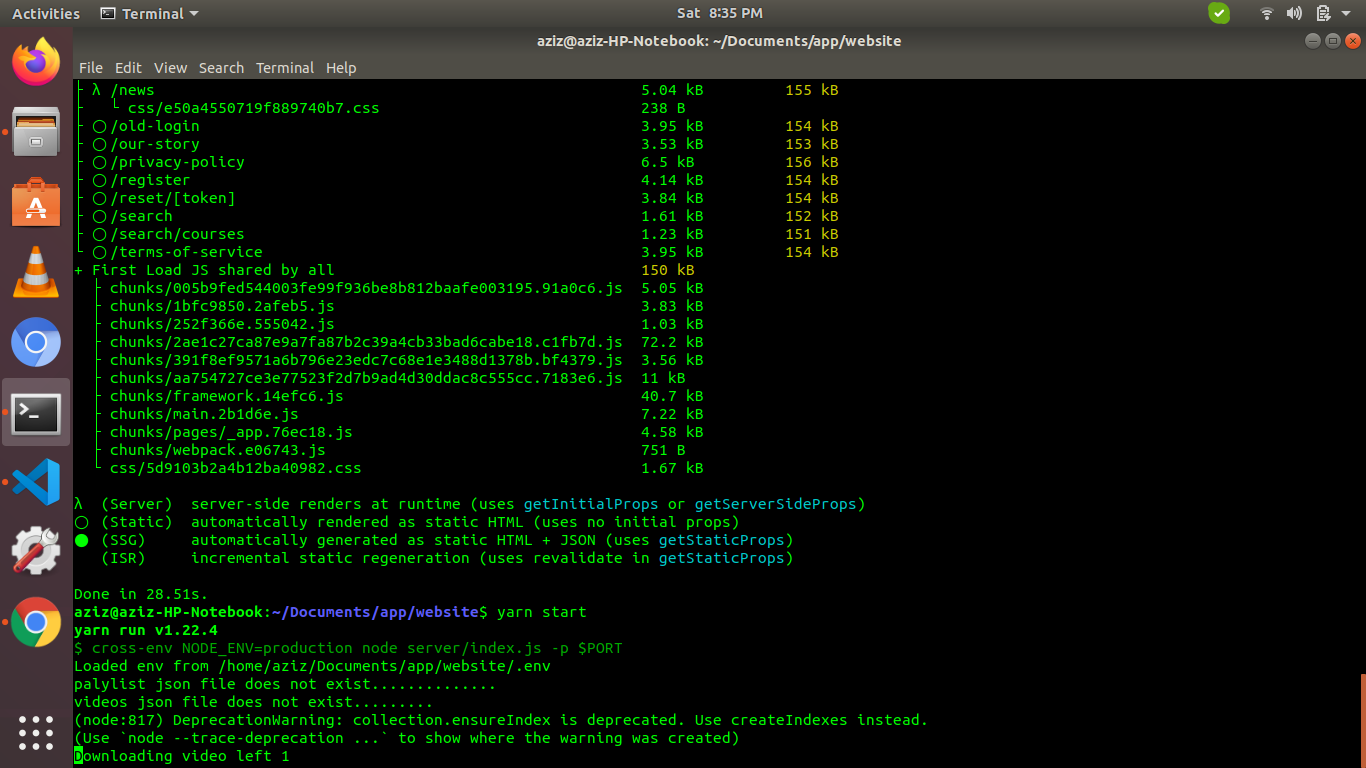 Activities Terminal Sat 8:35 PM
aziz@aziz-HP-Notebook: ~/Documents/app/website
File Edit View Search Terminal Help
├ λ /news 5.04 kB 155 kB
├   └ css/e50a4550719f889740b7.css 238 B
├ ○ /old-login 3.95 kB 154 kB
├ ○ /our-story 3.53 kB 153 kB
├ ○ /privacy-policy 6.5 kB 156 kB
├ ○ /register 4.14 kB 154 kB
├ ○ /reset/[token] 3.84 kB 154 kB
├ ○ /search 1.61 kB 152 kB
├ ○ /search/courses 1.23 kB 151 kB
└ ○ /terms-of-service 3.95 kB 154 kB
+ First Load JS shared by all 150 kB
├ chunks/005b9fed544003fe99f936be8b812baafe003195.91a0c6.js 5.05 kB
├ chunks/1bfc9850.2afeb5.js 3.83 kB
├ chunks/252f366e.555042.js 1.03 kB
├ chunks/2ae1c27ca87e9a7fa87b2c39a4cb33bad6cabe18.c1fb7d.js 72.2 kB
├ chunks/391f8ef9571a6b796e23edc7c68e1e3488d1378b.bf4379.js 3.56 kB
├ chunks/aa754727ce3e77523f2d7b9ad4d30ddac8c555cc.7183e6.js 11 kB
├ chunks/framework.14efc6.js 40.7 kB
├ chunks/main.2b1d6e.js 7.22 kB
├ chunks/pages/_app.76ec18.js 4.58 kB
├ chunks/webpack.e06743.js 751 B
└ css/5d9103b2a4b12ba40982.css 1.67 kB
λ (Server) server-side renders at runtime (uses getInitialProps or getServerSideProps)
○ (Static) automatically rendered as static HTML (uses no initial props)
● (SSG) automatically generated as static HTML + JSON (uses getStaticProps)
(ISR) incremental static regeneration (uses revalidate in getStaticProps)
Done in 28.51s.
aziz@aziz-HP-Notebook:~/Documents/app/website$ yarn start
yarn run v1.22.4
$ cross-env NODE_ENV=production node server/index.js -p $PORT
Loaded env from /home/aziz/Documents/app/website/.env
palylist json file does not exist..............
videos json file does not exist.........
(node:817) DeprecationWarning: collection.ensureIndex is deprecated. Use createIndexes instead.
(Use `node --trace-deprecation ...` to show where the warning was created)
Downloading video left 1